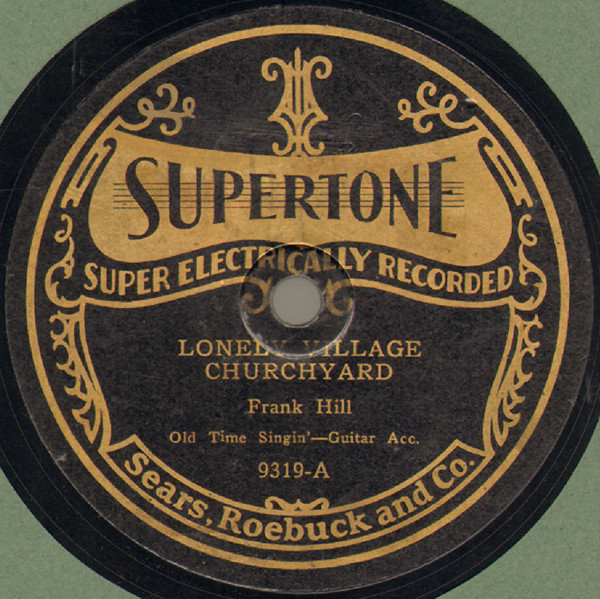 SUPERTONE
SUPER ELECTRICALLY RECORDED
LONELY VILLAGE
CHURCHYARD
Frank Hill
Old Time Singin'—Guitar Acc.
9319-A
Sears, Roebuck and Co.